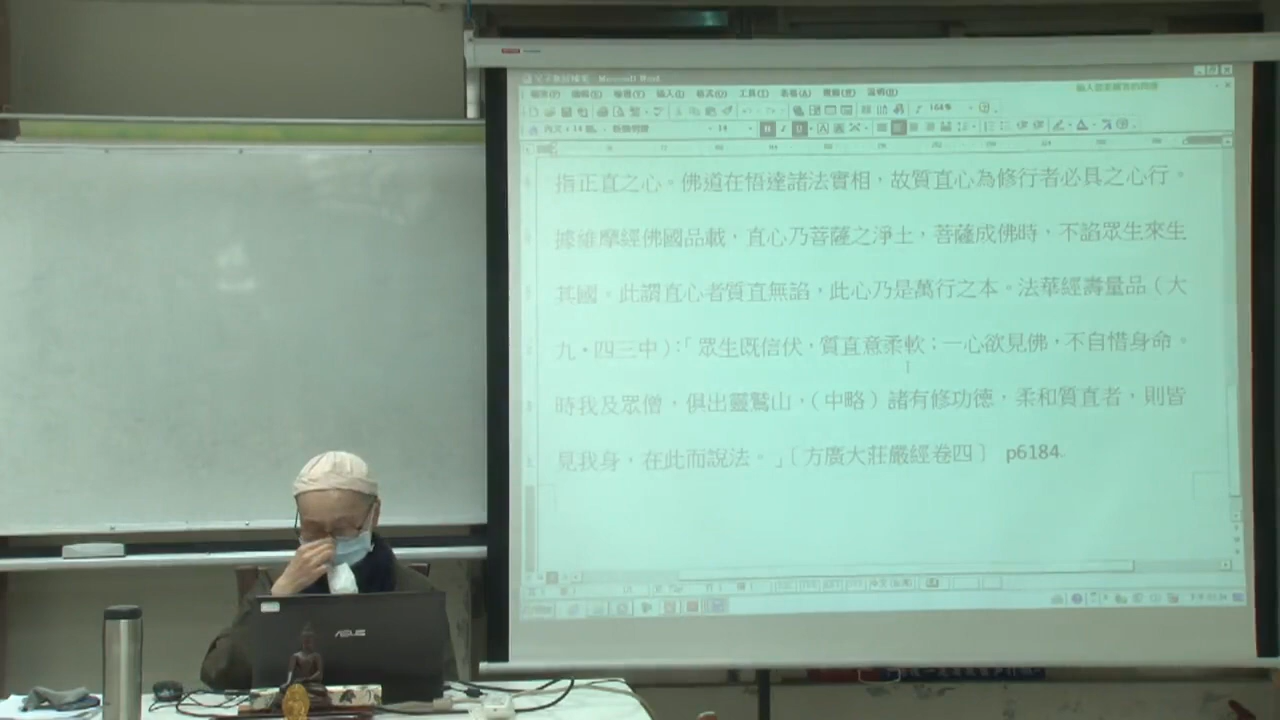 Microsoft Word
指正直之心。佛道在悟達諸法實相，故質直心為修行者必具之心行。
據維摩經佛國品載，直心乃菩薩之淨土，菩薩成佛時、不諂眾生來生
其國。此謂直心者質直無諂，此心乃是萬行之本。法華經壽量品（大
九・四三中）：「眾生既信伏，質直意柔軟；一心欲見佛，不自惜身命。
時我及眾僧，俱出靈鷲山，（中略）諸有修功德，柔和質直者，則皆
見我身，在此而說法。」〔方廣大莊嚴經卷四〕 p6184.
ASUS